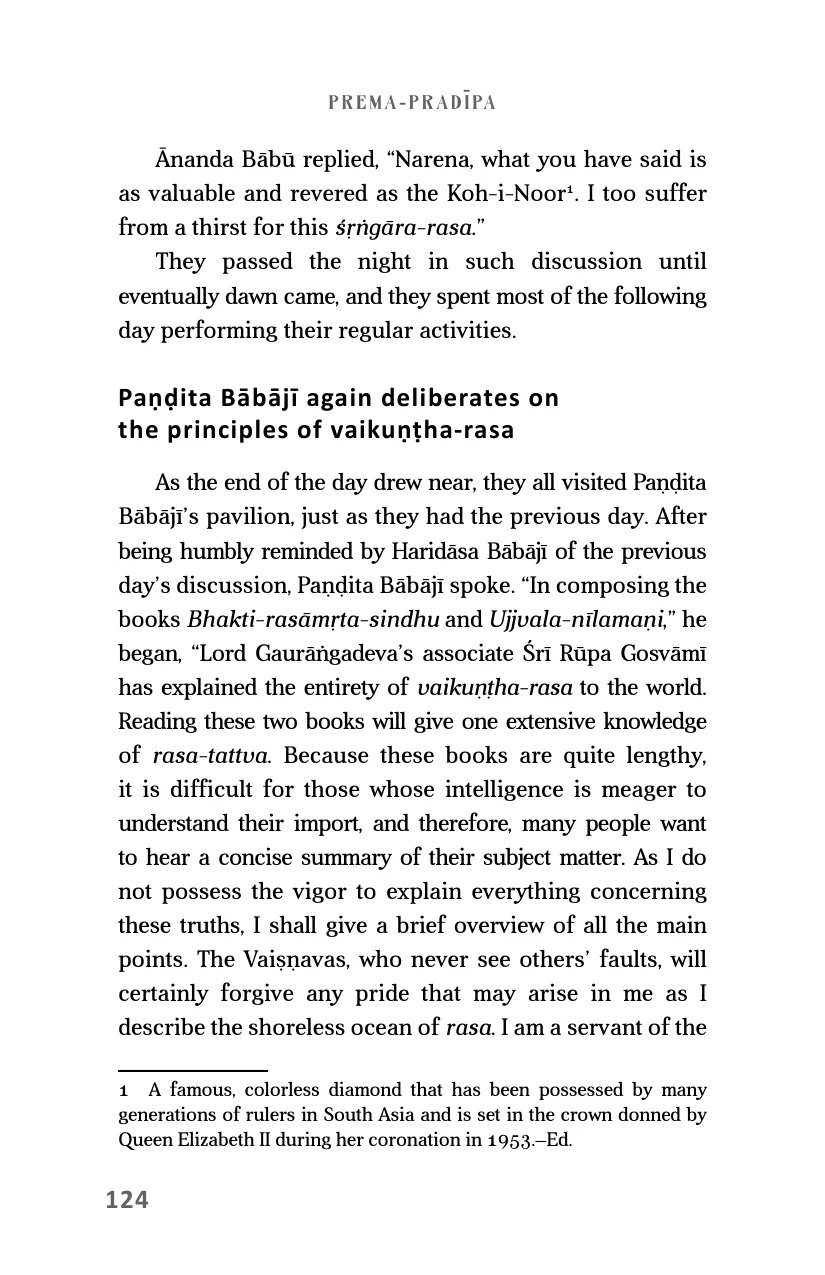 PREMA-PRADĪPA
Ānanda Bābū replied, “Narena, what you have said is
as valuable and revered as the Koh-i-Noor¹. I too suffer
from a thirst for this śṛṅgāra-rasa.”
They passed the night in such discussion until
eventually dawn came, and they spent most of the following
day performing their regular activities.
Paṇḍita Bābājī again deliberates on
the principles of vaikuṇṭha-rasa
As the end of the day drew near, they all visited Paṇḍita
Bābājī’s pavilion, just as they had the previous day. After
being humbly reminded by Haridāsa Bābājī of the previous
day’s discussion, Paṇḍita Bābājī spoke. “In composing the
books Bhakti-rasāmṛta-sindhu and Ujjvala-nīlamaṇi,” he
began, “Lord Gaurāṅgadeva’s associate Śrī Rūpa Gosvāmī
has explained the entirety of vaikuṇṭha-rasa to the world.
Reading these two books will give one extensive knowledge
of rasa-tattva. Because these books are quite lengthy,
it is difficult for those whose intelligence is meager to
understand their import, and therefore, many people want
to hear a concise summary of their subject matter. As I do
not possess the vigor to explain everything concerning
these truths, I shall give a brief overview of all the main
points. The Vaiṣṇavas, who never see others’ faults, will
certainly forgive any pride that may arise in me as I
describe the shoreless ocean of rasa. I am a servant of the
1 A famous, colorless diamond that has been possessed by many
generations of rulers in South Asia and is set in the crown donned by
Queen Elizabeth II during her coronation in 1953.–Ed.
124